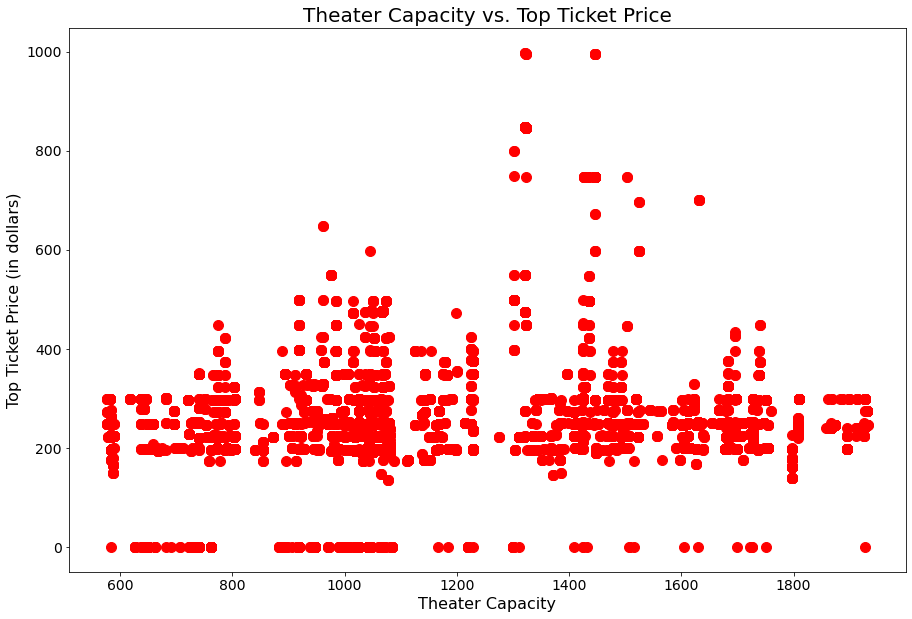 Theater Capacity vs. Top Ticket Price
1000
800
600
400
200
0
Top Ticket Price (in dollars)
600 800 1000 1200 1400 1600 1800
Theater Capacity